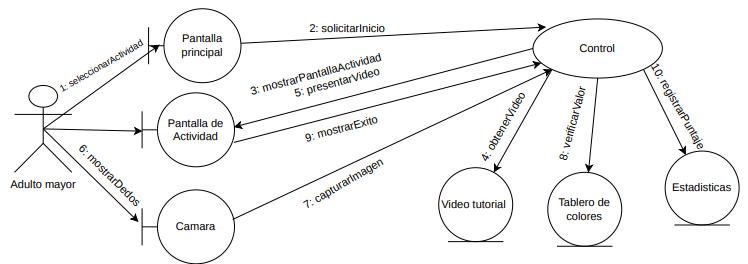 Pantalla
principal
2: solicitarInicio
Control
1: seleccionarActividad
3: mostrarPantallaActividad
5: presentarVideo
10: registrarPuntaje
Pantalla de
Actividad
9: mostrarExito
4: obtenerVideo
8: verificarValor
Adulto mayor
6: mostrarDedos
7: capturarImagen
Camara
Video tutorial
Tablero de
colores
Estadisticas